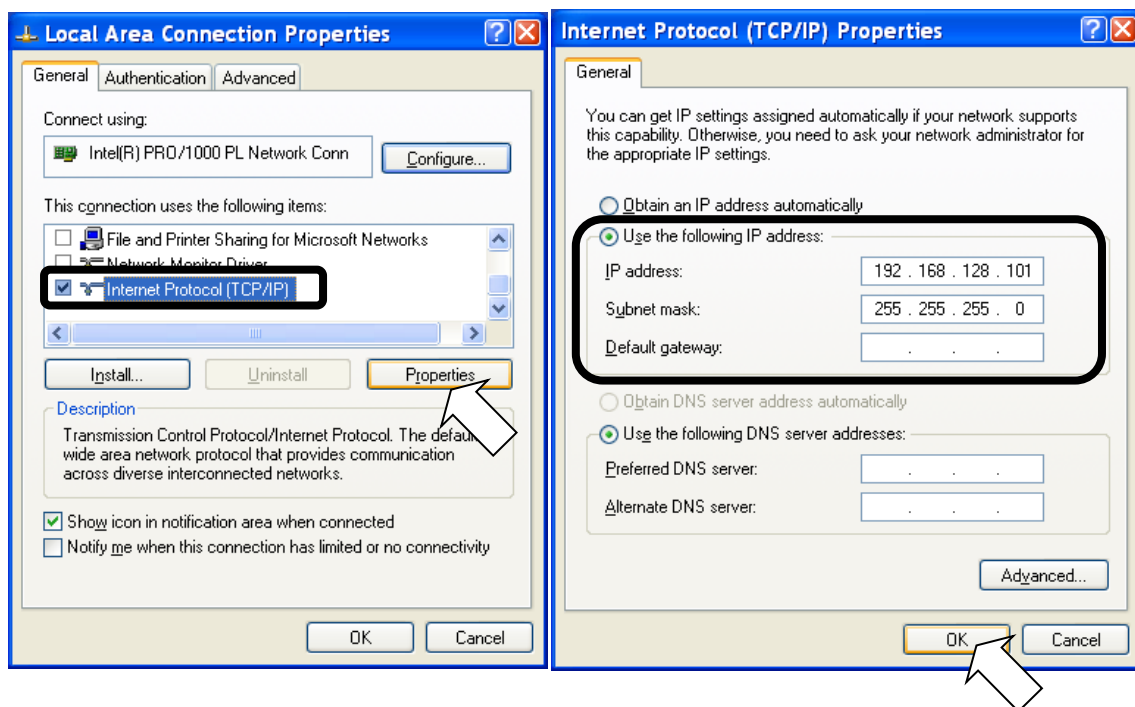 Local Area Connection Properties
General Authentication Advanced
Connect using:
Intel(R) PRO/1000 PL Network Conn Configure...
This connection uses the following items:
File and Printer Sharing for Microsoft Networks
Network Monitor Driver
Internet Protocol (TCP/IP)
Install... Uninstall Properties
Description
Transmission Control Protocol/Internet Protocol. The default
wide area network protocol that provides communication
across diverse interconnected networks.
Show icon in notification area when connected
Notify me when this connection has limited or no connectivity
OK Cancel
Internet Protocol (TCP/IP) Properties
General
You can get IP settings assigned automatically if your network supports
this capability. Otherwise, you need to ask your network administrator for
the appropriate IP settings.
Obtain an IP address automatically
Use the following IP address:
IP address: 192 . 168 . 128 . 101
Subnet mask: 255 . 255 . 255 . 0
Default gateway: . . .
Obtain DNS server address automatically
Use the following DNS server addresses:
Preferred DNS server: . . .
Alternate DNS server: . . .
Advanced...
OK Cancel